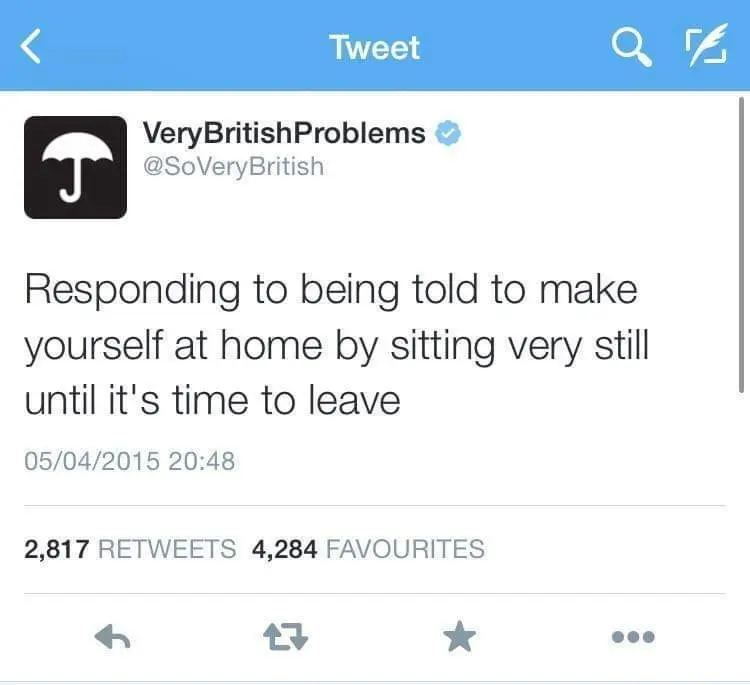 Tweet
VeryBritishProblems
@SoVeryBritish
Responding to being told to make
yourself at home by sitting very still
until it's time to leave
05/04/2015 20:48
2,817 RETWEETS 4,284 FAVOURITES